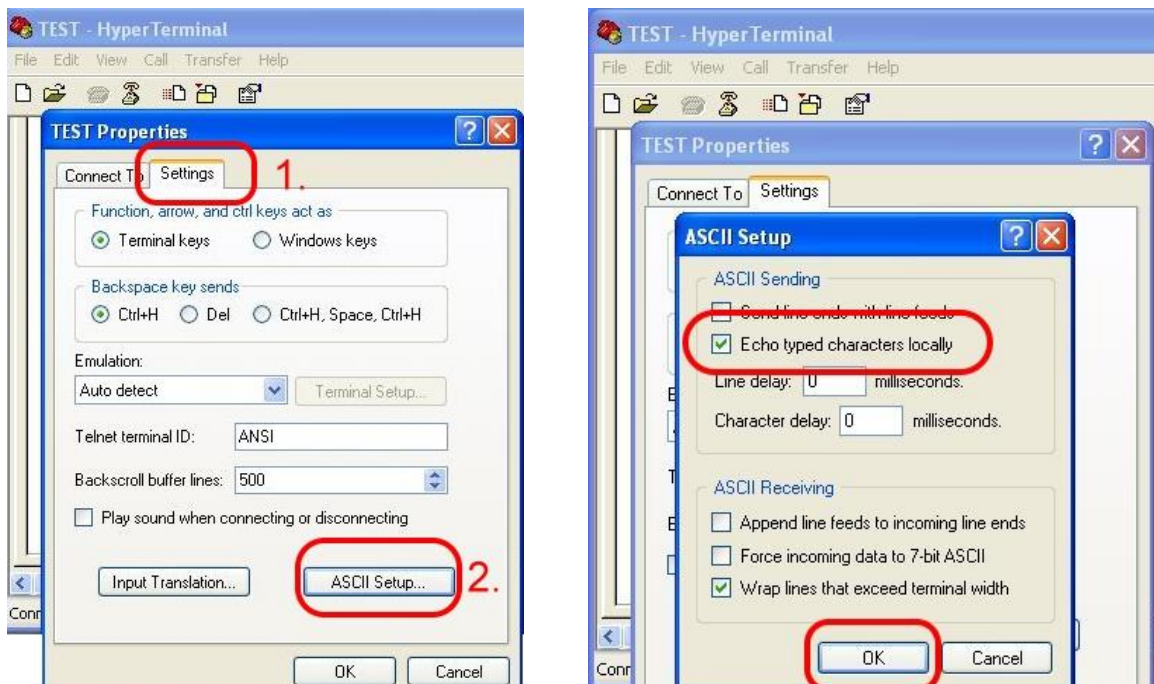 TEST - HyperTerminal
File Edit View Call Transfer Help
TEST Properties
Connect To Settings
1.
Function, arrow, and ctrl keys act as
Terminal keys Windows keys
Backspace key sends
Ctrl+H Del Ctrl+H, Space, Ctrl+H
Emulation:
Auto detect Terminal Setup...
Telnet terminal ID: ANSI
Backscroll buffer lines: 500
Play sound when connecting or disconnecting
Input Translation... ASCII Setup... 2.
Conn
OK Cancel
TEST - HyperTerminal
File Edit View Call Transfer Help
TEST Properties
Connect To Settings
ASCII Setup
ASCII Sending
Send line ends with line feeds
Echo typed characters locally
Line delay: 0 milliseconds.
Character delay: 0 milliseconds.
ASCII Receiving
Append line feeds to incoming line ends
Force incoming data to 7-bit ASCII
Wrap lines that exceed terminal width
OK Cancel
Conn